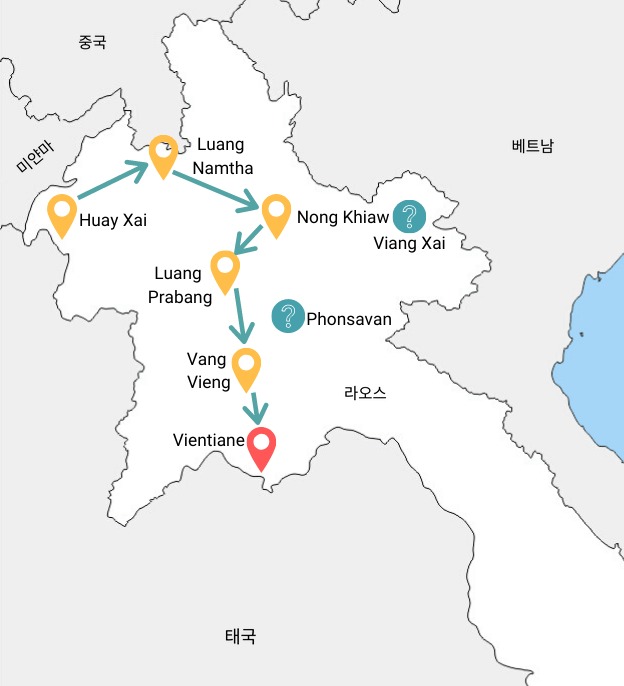 중국
미얀마
베트남
Luang
Namtha
Huay Xai
Nong Khiaw
?
Viang Xai
Luang
Prabang
?
Phonsavan
Vang
Vieng
라오스
Vientiane
태국